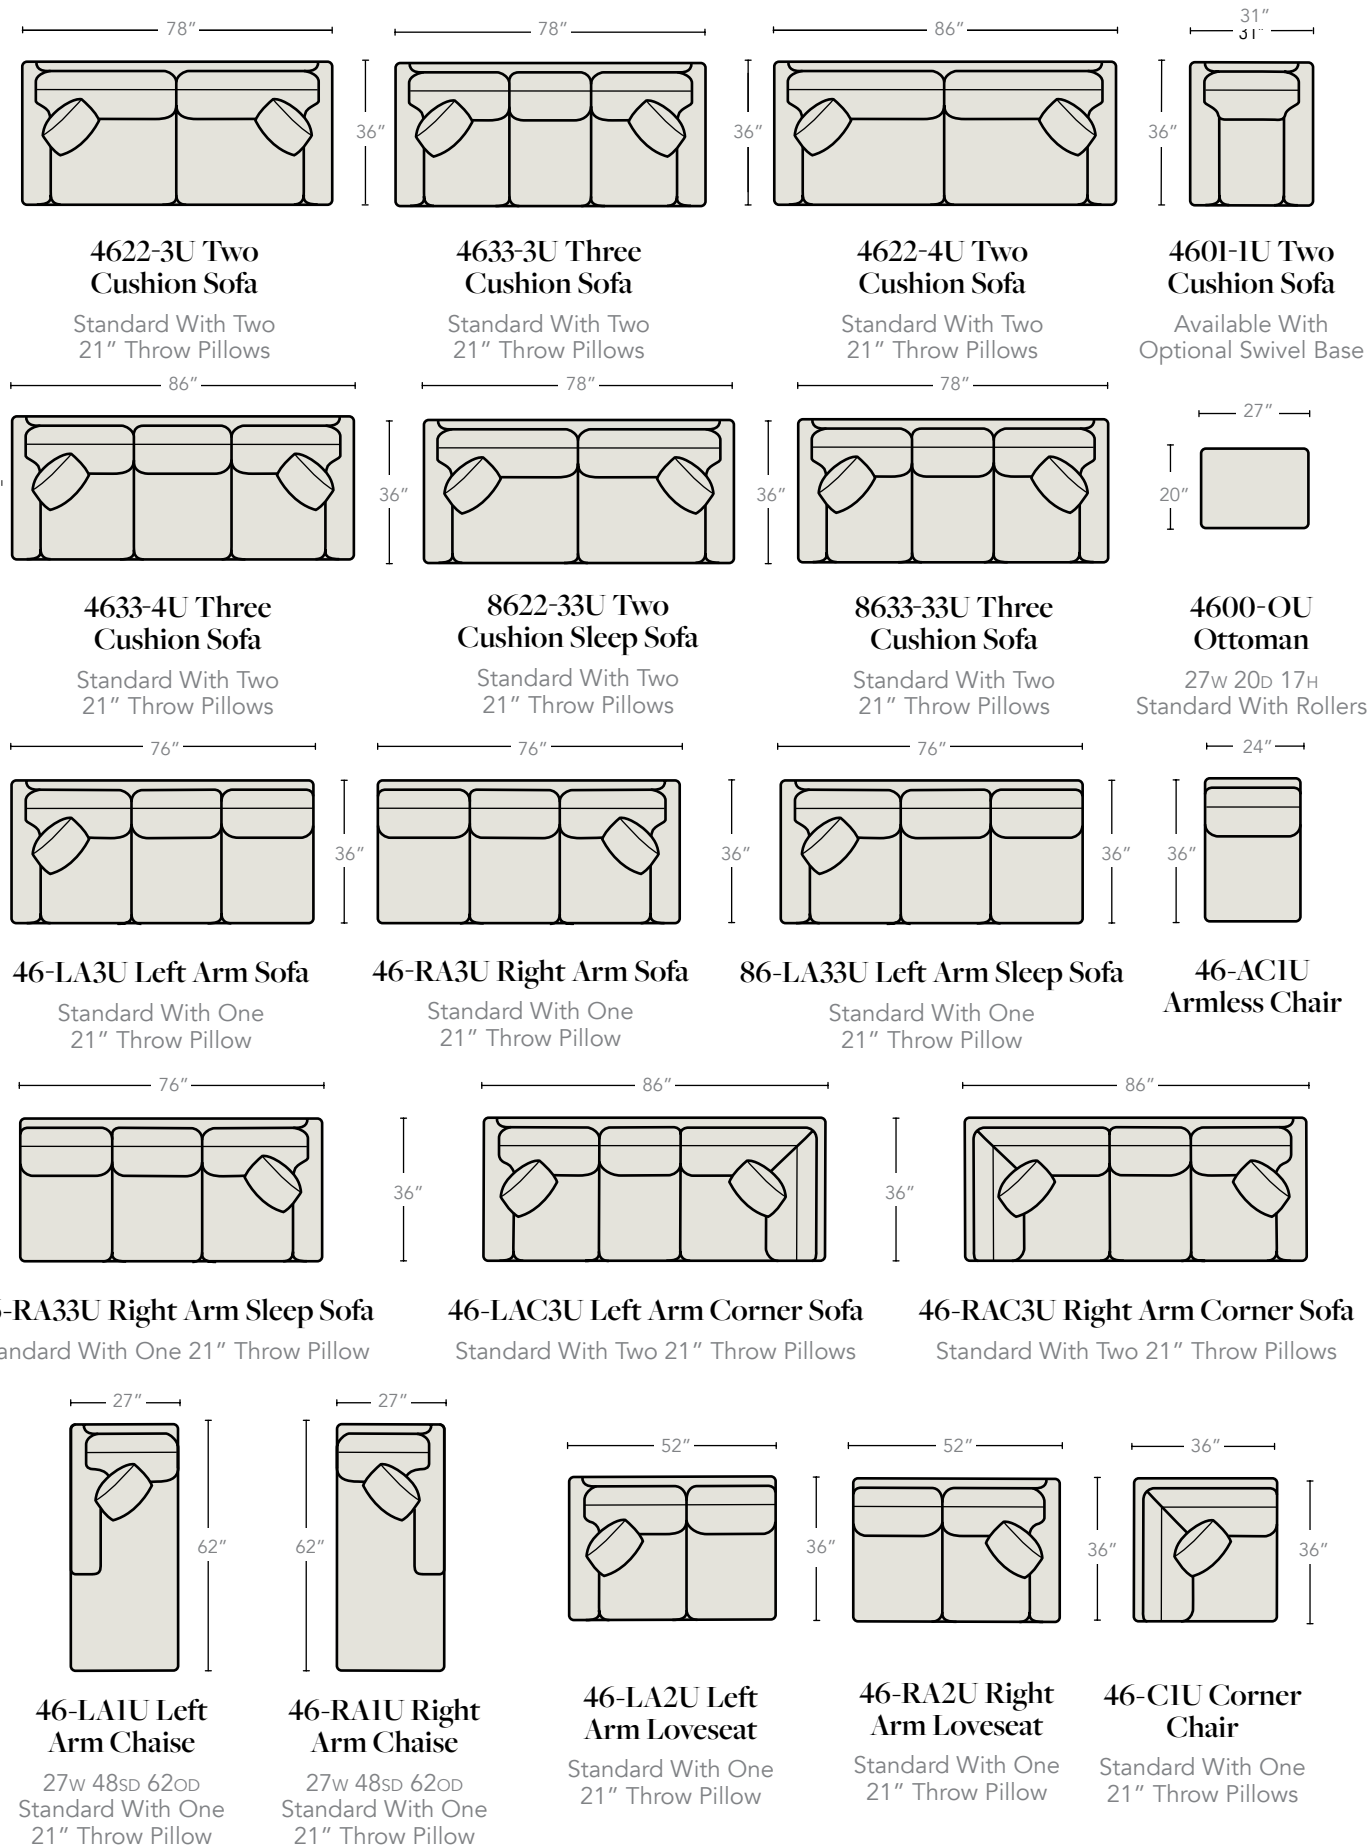 78″ 78″ 86″ 31″
31″
36″ 36″ 36″
4622-3U Two
Cushion Sofa
Standard With Two
21″ Throw Pillows
4633-3U Three
Cushion Sofa
Standard With Two
21″ Throw Pillows
4622-4U Two
Cushion Sofa
Standard With Two
21″ Throw Pillows
4601-1U Two
Cushion Sofa
Available With
Optional Swivel Base
86″ 78″ 78″ 27″
36″ 36″ 20″
4633-4U Three
Cushion Sofa
Standard With Two
21″ Throw Pillows
8622-33U Two
Cushion Sleep Sofa
Standard With Two
21″ Throw Pillows
8633-33U Three
Cushion Sofa
Standard With Two
21″ Throw Pillows
4600-OU
Ottoman
27W 20D 17H
Standard With Rollers
76″ 76″ 76″ 24″
36″ 36″ 36″ 36″
46-LA3U Left Arm Sofa
Standard With One
21″ Throw Pillow
46-RA3U Right Arm Sofa
Standard With One
21″ Throw Pillow
86-LA33U Left Arm Sleep Sofa
Standard With One
21″ Throw Pillow
46-AC1U
Armless Chair
76″ 86″ 86″
36″ 36″
-RA33U Right Arm Sleep Sofa
andard With One 21″ Throw Pillow
46-LAC3U Left Arm Corner Sofa
Standard With Two 21″ Throw Pillows
46-RAC3U Right Arm Corner Sofa
Standard With Two 21″ Throw Pillows
27″ 27″ 52″ 52″ 36″
62″ 62″ 36″ 36″ 36″
46-LA1U Left
Arm Chaise
27W 48SD 62OD
Standard With One
21″ Throw Pillow
46-RA1U Right
Arm Chaise
27W 48SD 62OD
Standard With One
21″ Throw Pillow
46-LA2U Left
Arm Loveseat
Standard With One
21″ Throw Pillow
46-RA2U Right
Arm Loveseat
Standard With One
21″ Throw Pillow
46-C1U Corner
Chair
Standard With One
21″ Throw Pillows